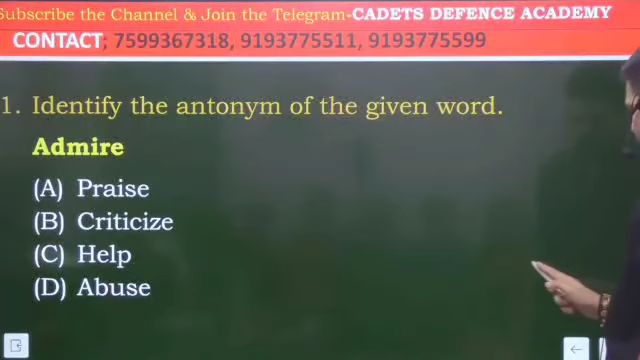 Subscribe the Channel & Join the Telegram-CADETS DEFENCE ACADEMY
CONTACT; 7599367318, 9193775511, 9193775599
1. Identify the antonym of the given word.
Admire
(A) Praise
(B) Criticize
(C) Help
(D) Abuse